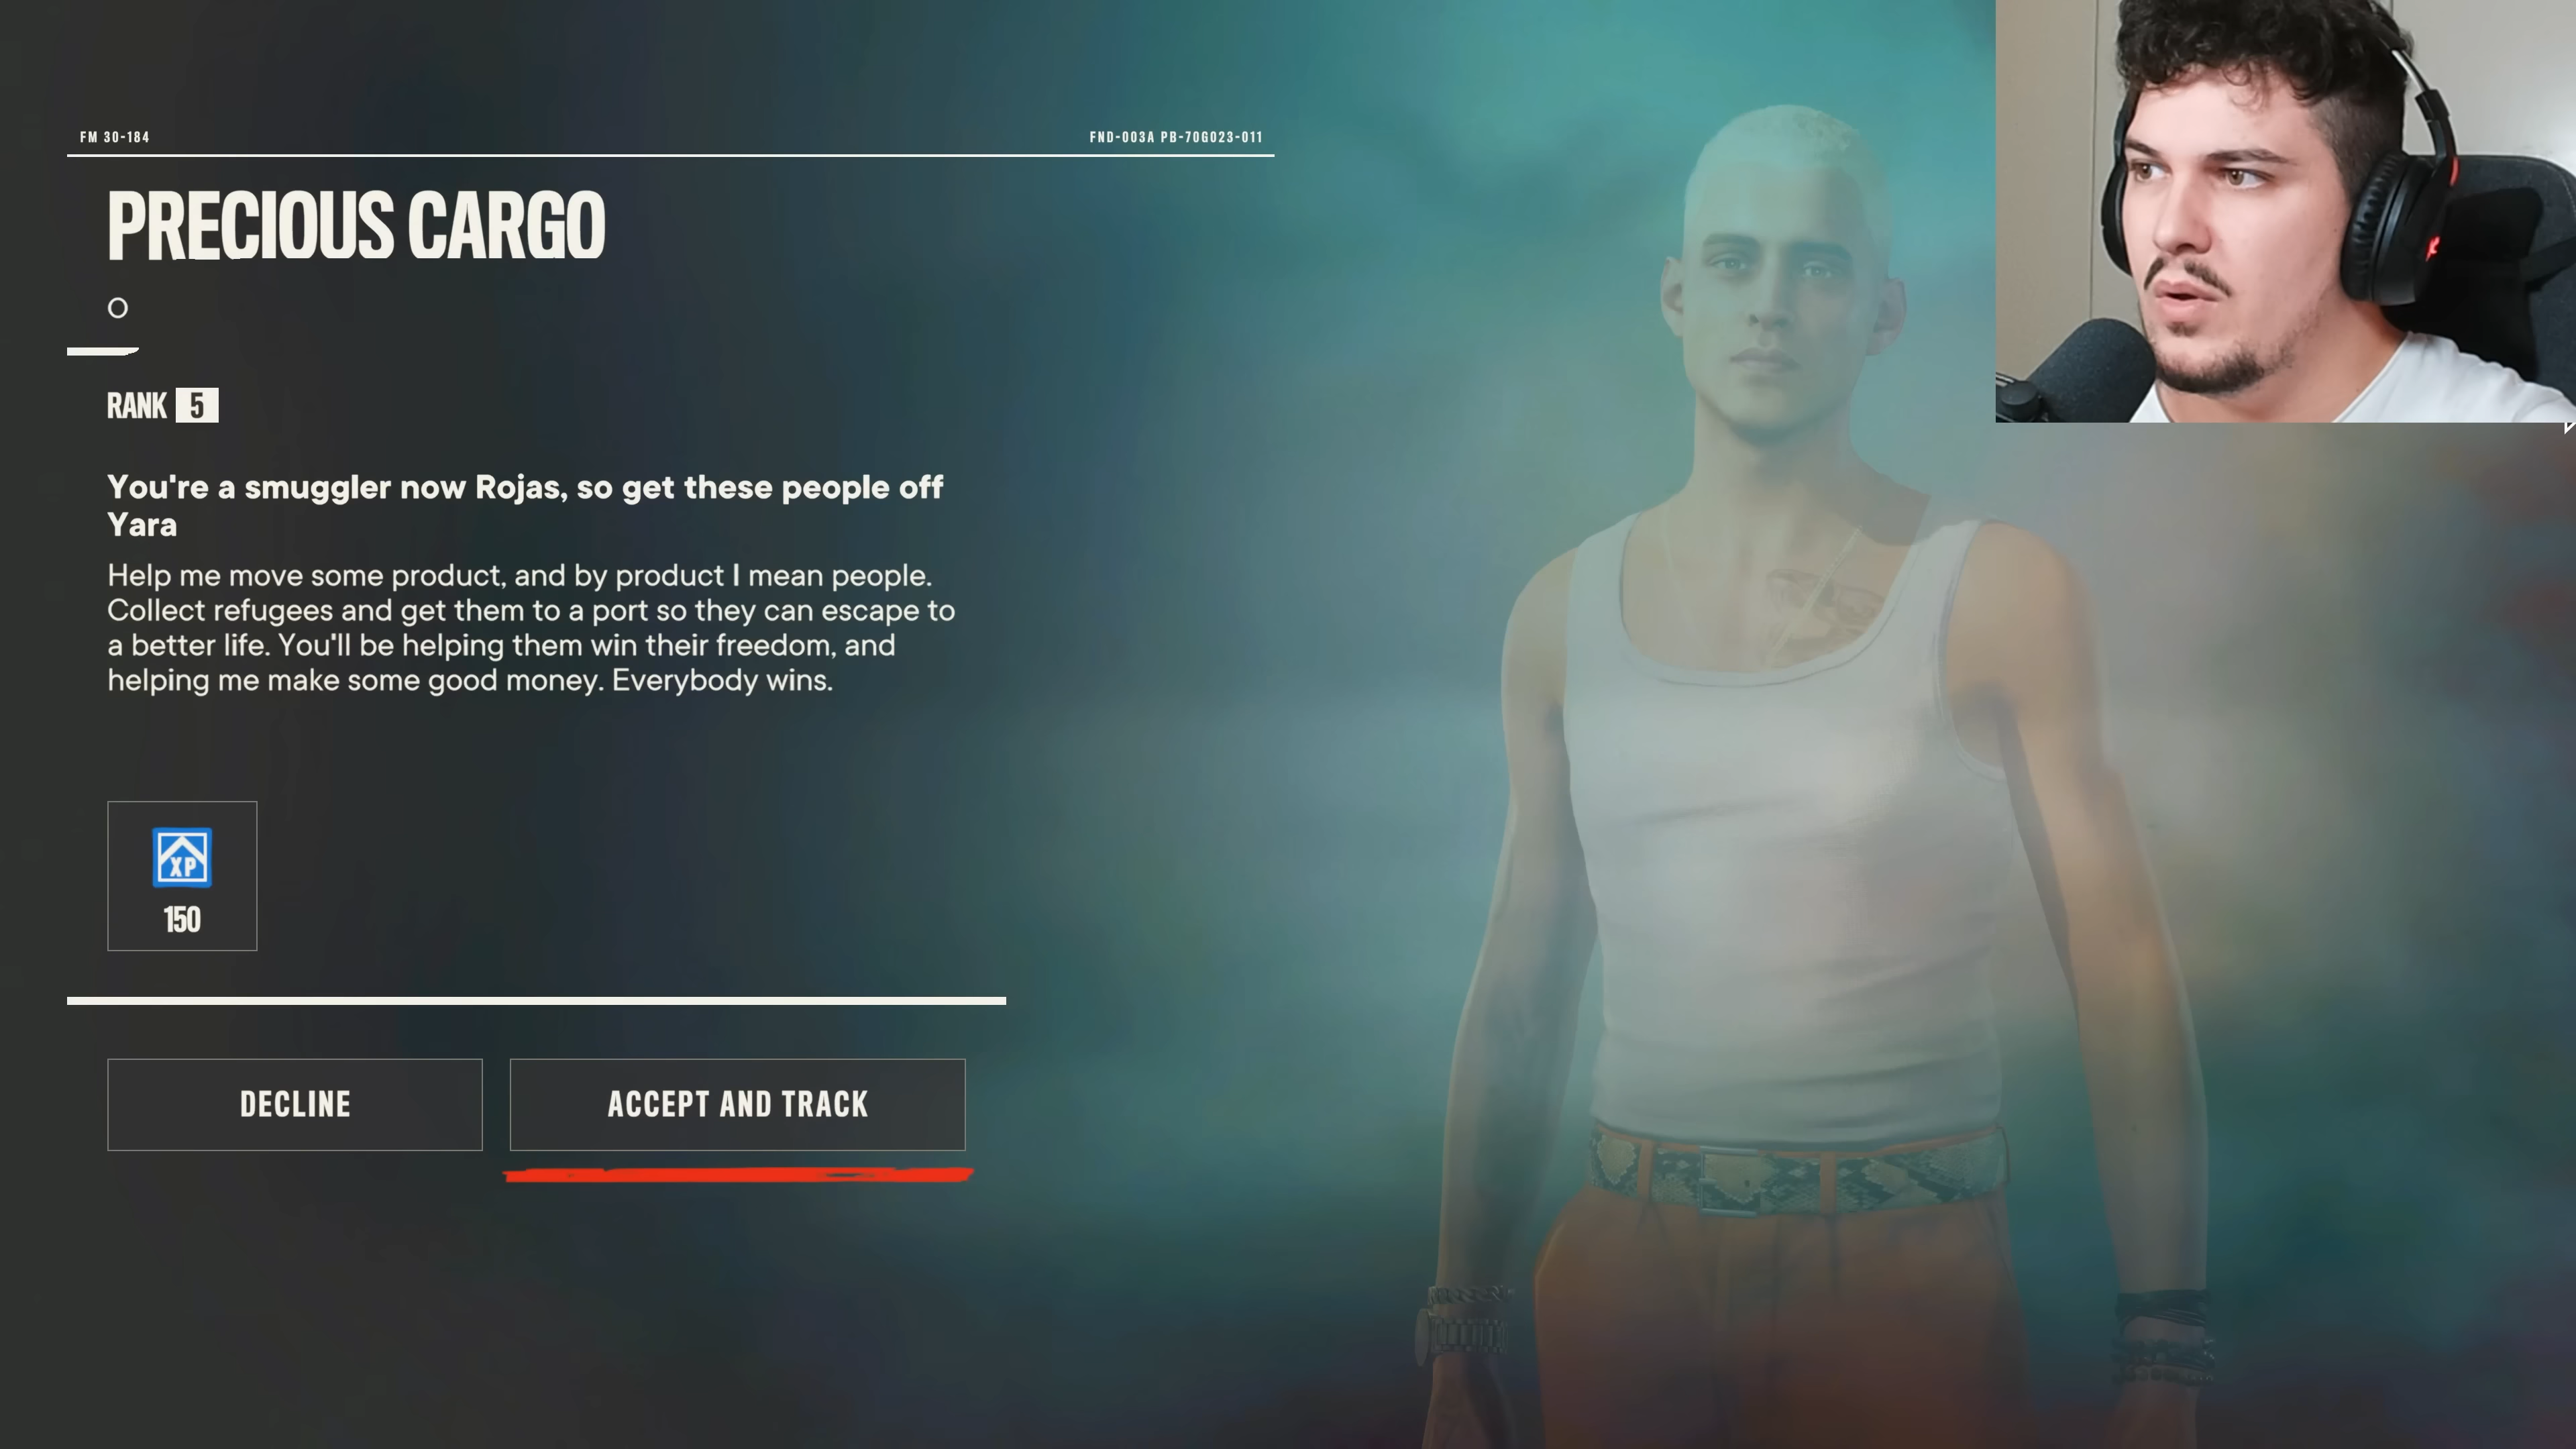 FM 30-184
FND-003A PB-70G023-011
PRECIOUS CARGO
RANK 5
You're a smuggler now Rojas, so get these people off
Yara
Help me move some product, and by product I mean people.
Collect refugees and get them to a port so they can escape to
a better life. You'll be helping them win their freedom, and
helping me make some good money. Everybody wins.
XP
150
DECLINE
ACCEPT AND TRACK